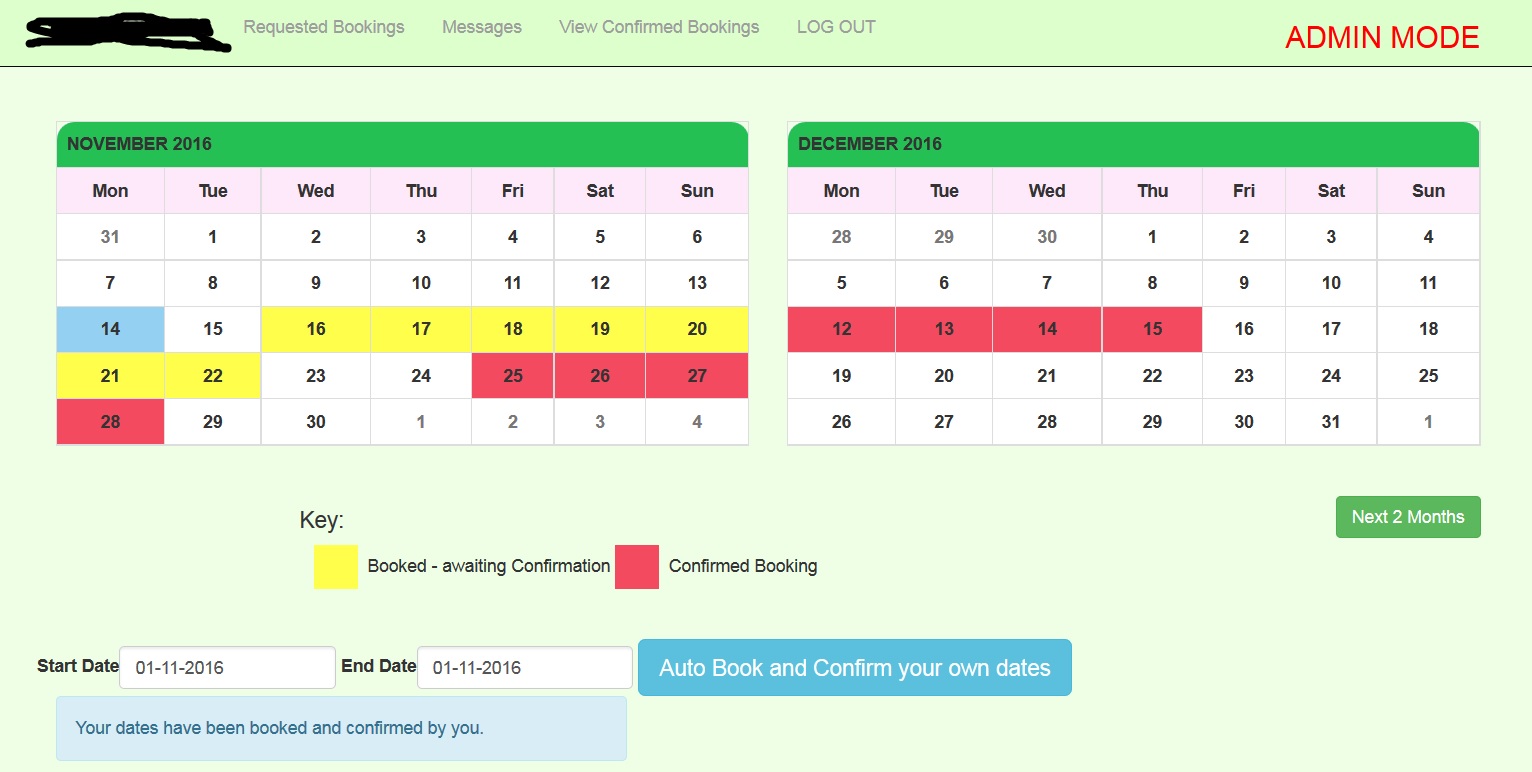 Requested Bookings Messages View Confirmed Bookings LOG OUT
ADMIN MODE
NOVEMBER 2016
Mon Tue Wed Thu Fri Sat Sun
31 1 2 3 4 5 6
7 8 9 10 11 12 13
14 15 16 17 18 19 20
21 22 23 24 25 26 27
28 29 30 1 2 3 4
DECEMBER 2016
Mon Tue Wed Thu Fri Sat Sun
28 29 30 1 2 3 4
5 6 7 8 9 10 11
12 13 14 15 16 17 18
19 20 21 22 23 24 25
26 27 28 29 30 31 1
Next 2 Months
Key:
Booked - awaiting Confirmation Confirmed Booking
Start Date 01-11-2016 End Date 01-11-2016 Auto Book and Confirm your own dates
Your dates have been booked and confirmed by you.